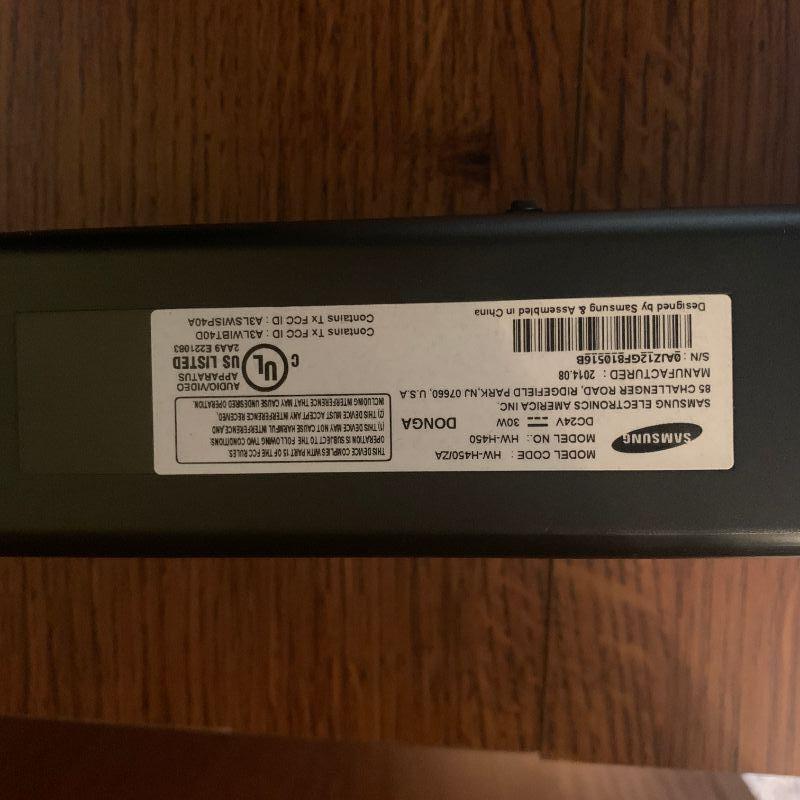 SAMSUNG
MODEL CODE : HW-H450/ZA
MODEL NO.: HW-H450
DC24V ⎓ 30W
DONGA
SAMSUNG ELECTRONICS AMERICA INC
85 CHALLENGER ROAD, RIDGEFIELD PARK,NJ 07660, U.S.A
MANUFACTURED : 2014.08
S/N : 0AUZ12GF810516B
Designed by Samsung & Assembled in China
THIS DEVICE COMPLIES WITH PART 15 OF THE FCC RULES.
OPERATION IS SUBJECT TO THE FOLLOWING TWO CONDITIONS:
(1) THIS DEVICE MAY NOT CAUSE HARMFUL INTERFERENCE,AND
(2) THIS DEVICE MUST ACCEPT ANY INTERFERENCE RECEIVED,
INCLUDING INTERFERENCE THAT MAY CAUSE UNDESIRED OPERATION.
C UL US LISTED
AUDIO/VIDEO
APPARATUS
2AA9 E221083
Contains Tx FCC ID : A3LWIBT40D
Contains Tx FCC ID : A3LSWISP40A